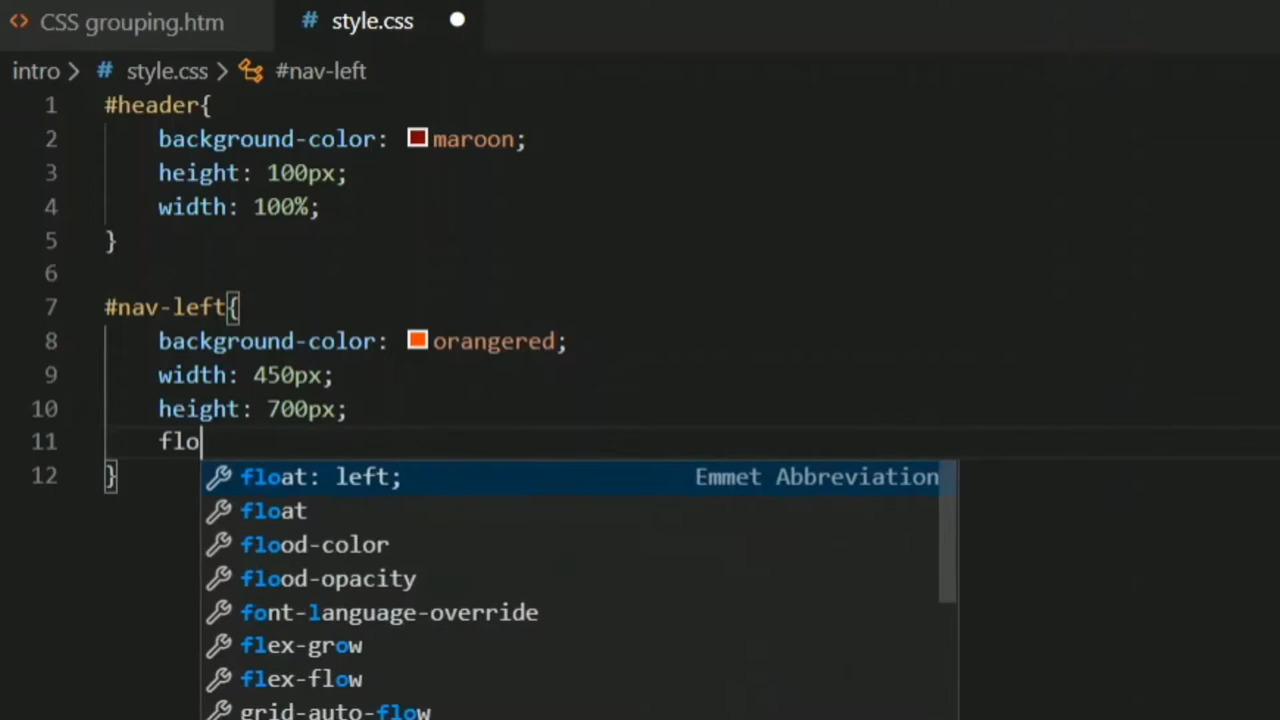 <> CSS grouping.htm # style.css
intro > # style.css > #nav-left
1 #header{
2 background-color: maroon;
3 height: 100px;
4 width: 100%;
5 }
6
7 #nav-left{
8 background-color: orangered;
9 width: 450px;
10 height: 700px;
11 flo
12 }
float: left; Emmet Abbreviation
float
flood-color
flood-opacity
font-language-override
flex-grow
flex-flow
grid-auto-flow